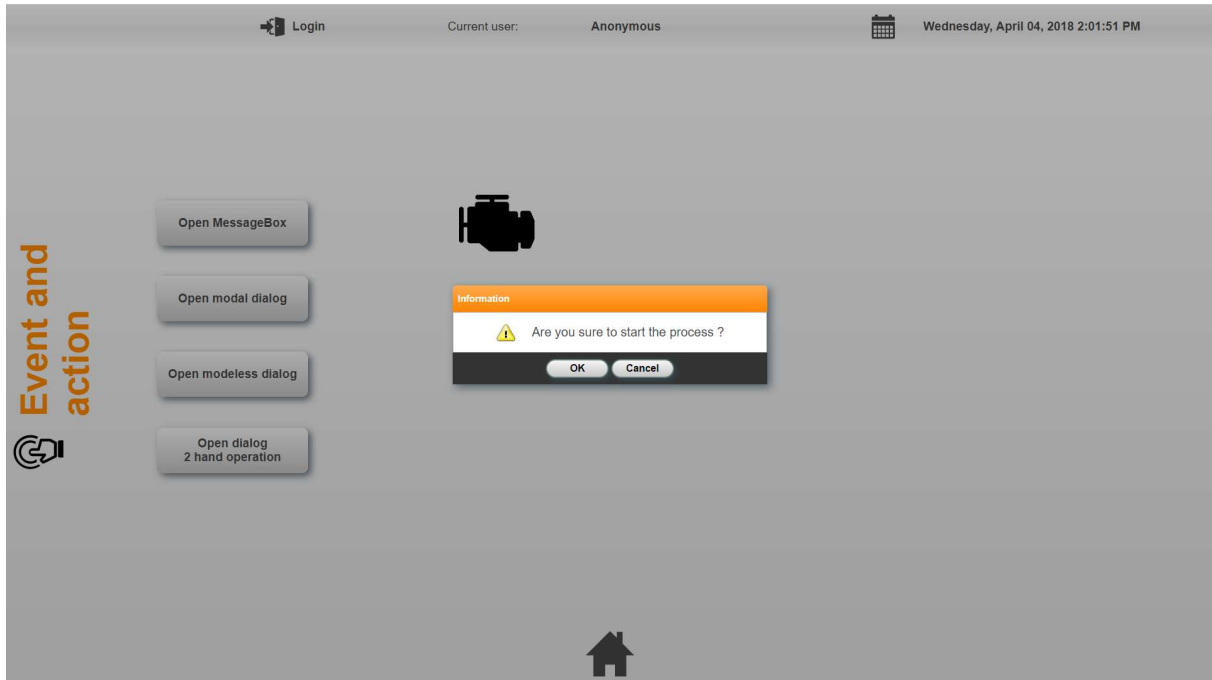 Login
Current user:
Anonymous
Wednesday, April 04, 2018 2:01:51 PM
Event and
action
Open MessageBox
Open modal dialog
Open modeless dialog
Open dialog
2 hand operation
Information
Are you sure to start the process ?
OK
Cancel